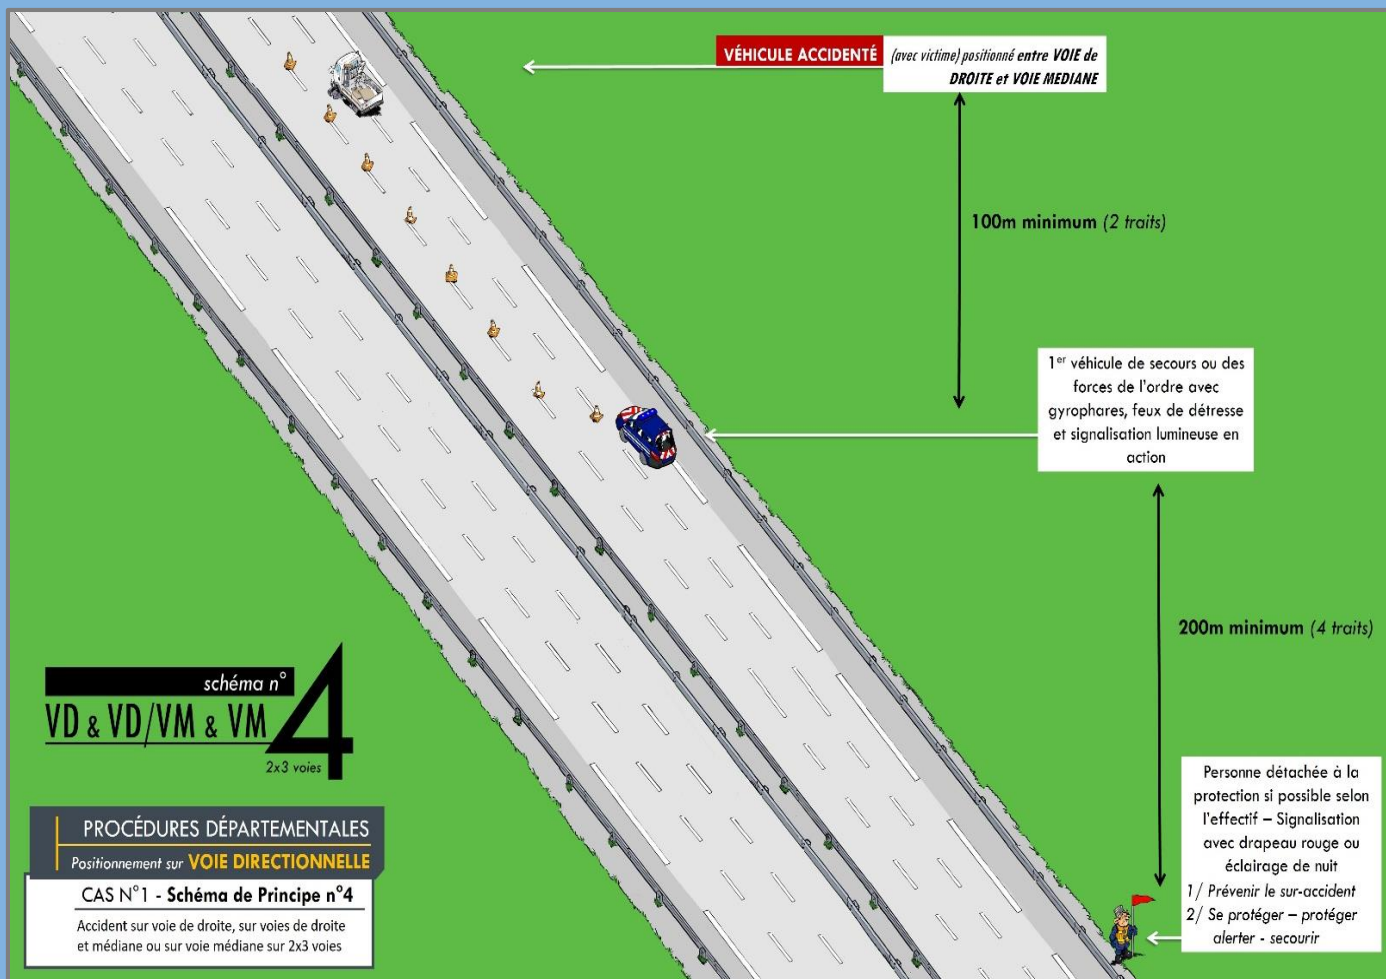 VÉHICULE ACCIDENTÉ (avec victime) positionné entre VOIE de
DROITE et VOIE MEDIANE
100m minimum (2 traits)
1er véhicule de secours ou des
forces de l'ordre avec
gyrophares, feux de détresse
et signalisation lumineuse en
action
200m minimum (4 traits)
Personne détachée à la
protection si possible selon
l'effectif – Signalisation
avec drapeau rouge ou
éclairage de nuit
1/ Prévenir le sur-accident
2/ Se protéger – protéger
alerter - secourir
schéma n° 4
VD & VD/VM & VM
2x3 voies
PROCÉDURES DÉPARTEMENTALES
Positionnement sur VOIE DIRECTIONNELLE
CAS N°1 - Schéma de Principe n°4
Accident sur voie de droite, sur voies de droite
et médiane ou sur voie médiane sur 2x3 voies